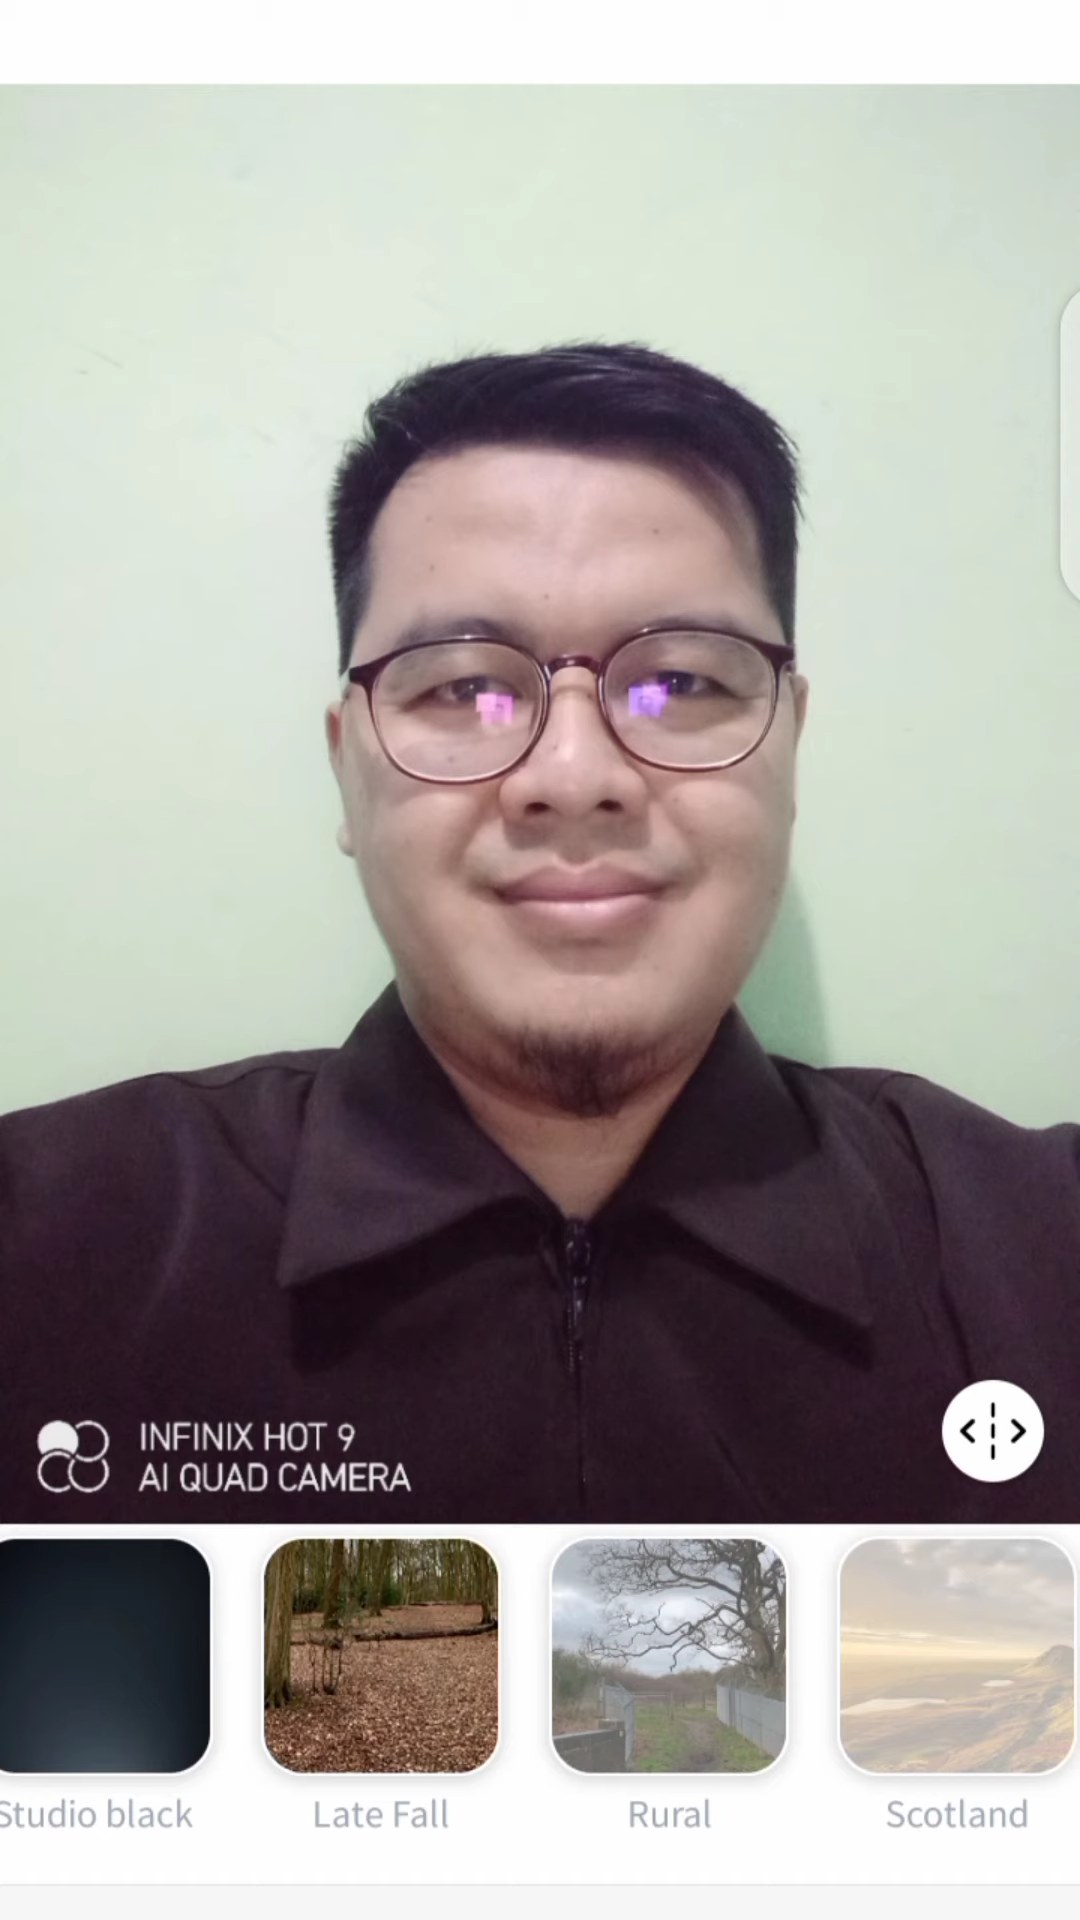 INFINIX HOT 9
AI QUAD CAMERA
Studio black
Late Fall
Rural
Scotland